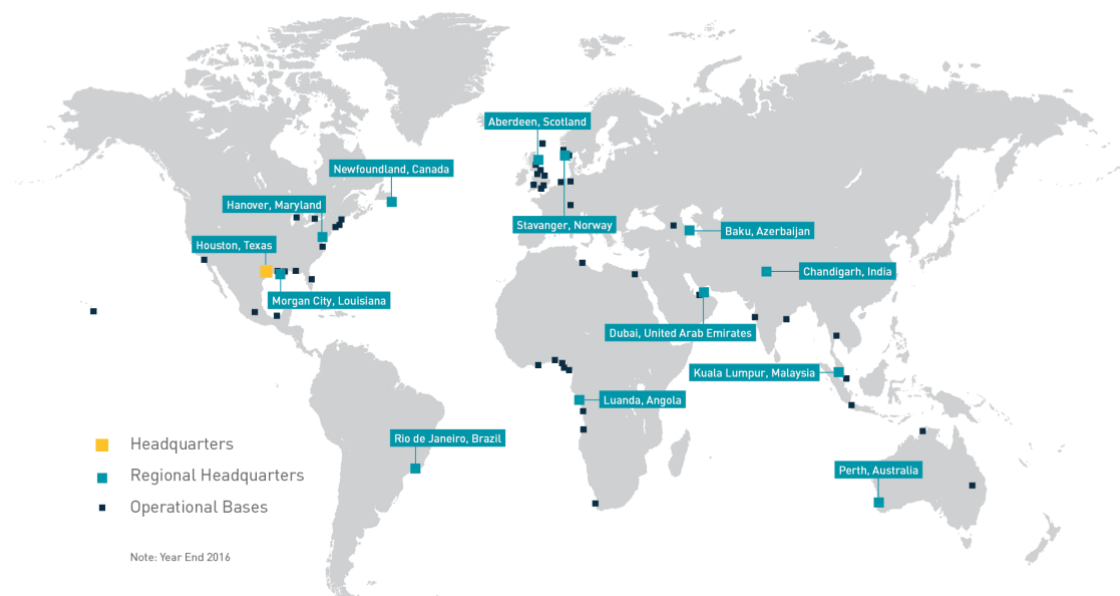 Aberdeen, Scotland
Newfoundland, Canada
Hanover, Maryland
Stavanger, Norway
Baku, Azerbaijan
Houston, Texas
Chandigarh, India
Morgan City, Louisiana
Dubai, United Arab Emirates
Kuala Lumpur, Malaysia
Luanda, Angola
Rio de Janeiro, Brazil
Headquarters
Perth, Australia
Regional Headquarters
Operational Bases
Note: Year End 2016